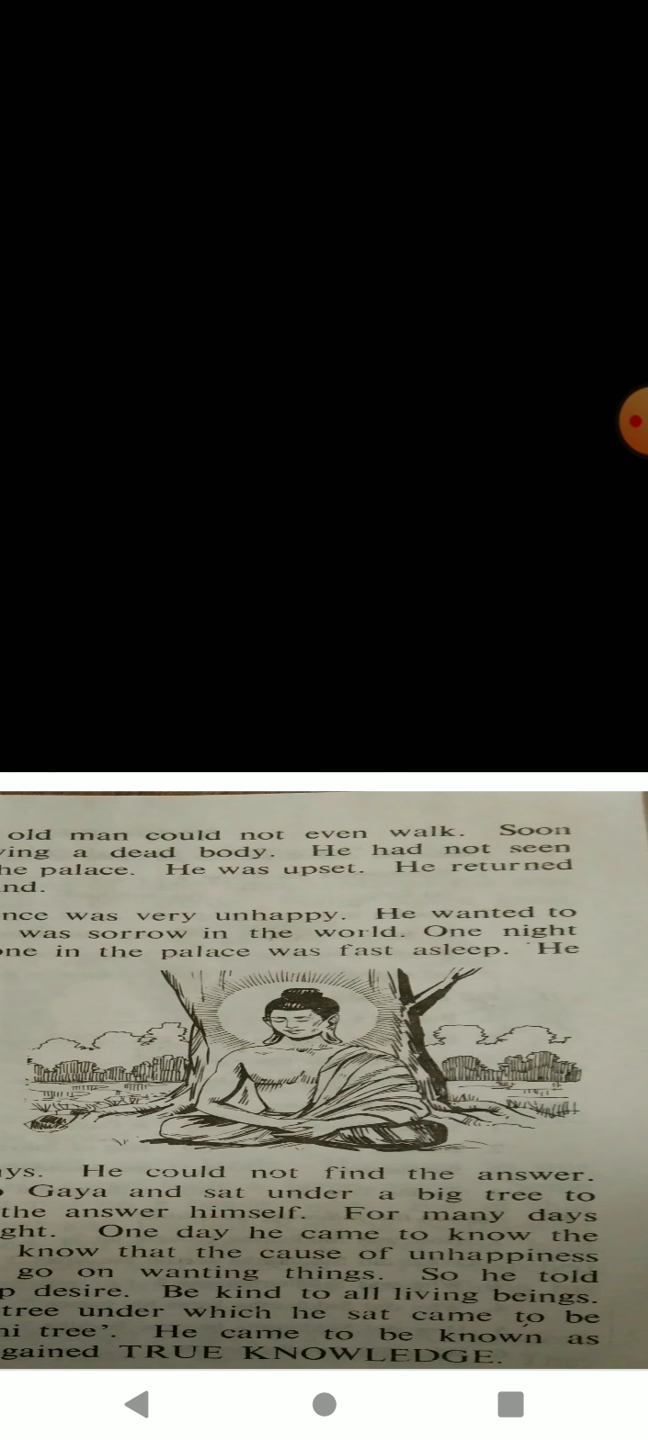 old man could not even walk. Soon
ying a dead body. He had not seen
he palace. He was upset. He returned
nd.
nce was very unhappy. He wanted to
was sorrow in the world. One night
one in the palace was fast asleep. He
ys. He could not find the answer.
Gaya and sat under a big tree to
the answer himself. For many days
ght. One day he came to know the
know that the cause of unhappiness
go on wanting things. So he told
p desire. Be kind to all living beings.
tree under which he sat came to be
hi tree’. He came to be known as
gained TRUE KNOWLEDGE.